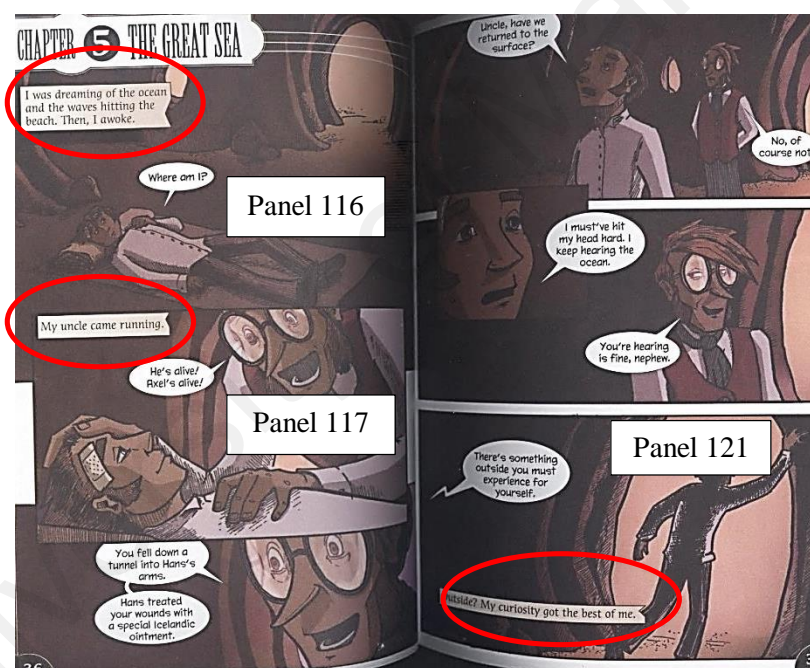 CHAPTER 5 THE GREAT SEA
I was dreaming of the ocean
and the waves hitting the
beach. Then, I awoke.
Where am I?
Panel 116
My uncle came running.
He's alive!
Axel's alive!
Panel 117
You fell down a
tunnel into Hans's
arms.
Hans treated
your wounds with
a special Icelandic
ointment.
36
Uncle, have we
returned to the
surface?
No, of
course not
I must've hit
my head hard. I
keep hearing the
ocean.
You're hearing
is fine, nephew.
Panel 121
There's something
outside you must
experience for
yourself.
My curiosity got the best of me.